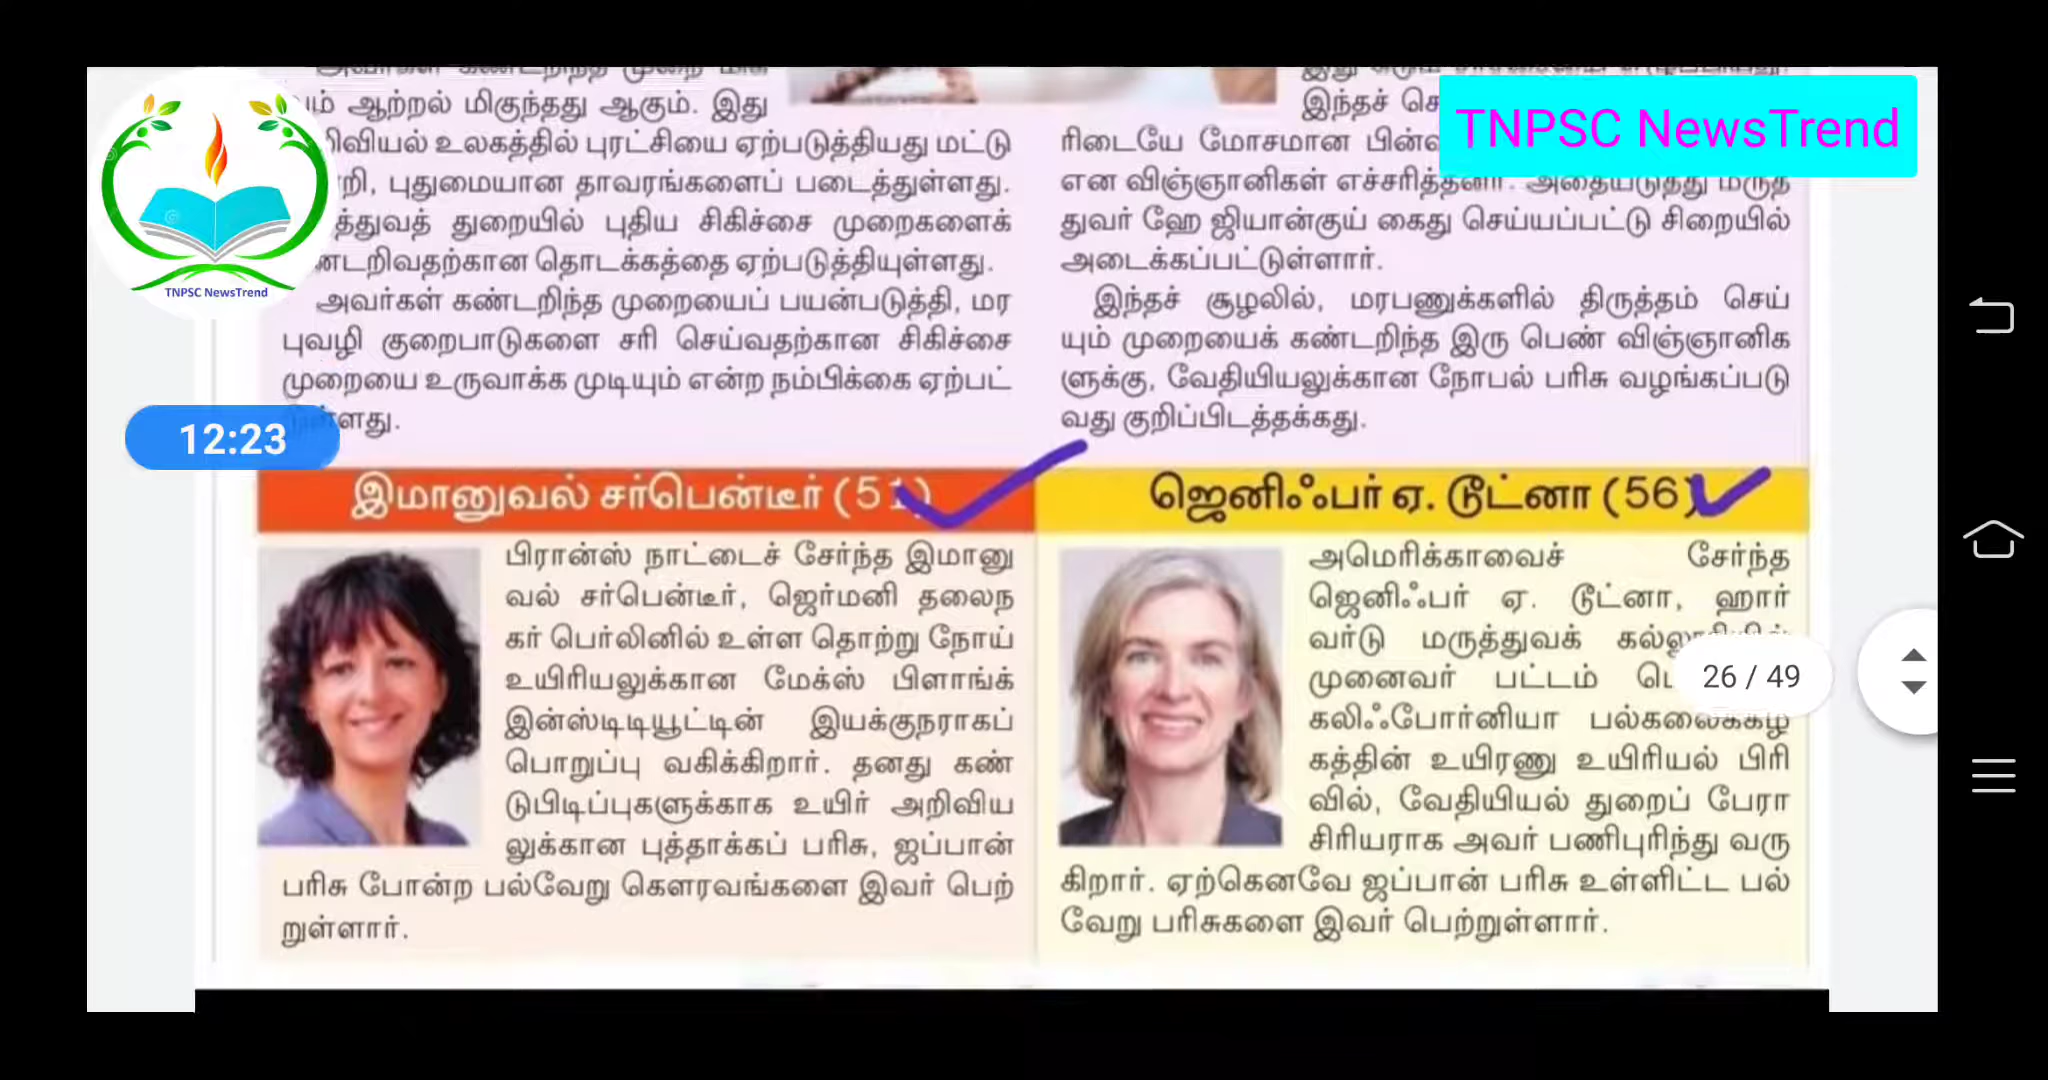 TNPSC NewsTrend
TNPSC NewsTrend
12:23
26 / 49
ஆற்றல் மிகுந்தது ஆகும். இது
உலகத்தில் புரட்சியை ஏற்படுத்தியது மட்டு
புதுமையான தாவரங்களைப் படைத்துள்ளது.
துறையில் புதிய சிகிச்சை முறைகளைக்
தொடக்கத்தை ஏற்படுத்தியுள்ளது.
அவர்கள் கண்டறிந்த முறையைப் பயன்படுத்தி, மர
புவழி குறைபாடுகளை சரி செய்வதற்கான சிகிச்சை
முறையை உருவாக்க முடியும் என்ற நம்பிக்கை ஏற்பட்
இந்தச்
ரிடையே மோசமான
என விஞ்ஞானிகள் எச்சரித்தனர். அதையடுத்து மருத்
துவர் ஹே ஜியான்குய் கைது செய்யப்பட்டு சிறையில்
அடைக்கப்பட்டுள்ளார்.
இந்தச் சூழலில், மரபணுக்களில் திருத்தம் செய்
யும் முறையைக் கண்டறிந்த இரு பெண் விஞ்ஞானிக
ளுக்கு, வேதியியலுக்கான நோபல் பரிசு வழங்கப்படு
வது குறிப்பிடத்தக்கது.
இமானுவல் சர்பென்டீர் (51)
பிரான்ஸ் நாட்டைச் சேர்ந்த இமானு
வல் சர்பென்டீர், ஜெர்மனி தலைந
கர் பெர்லினில் உள்ள தொற்று நோய்
உயிரியலுக்கான மேக்ஸ் பிளாங்க்
இன்ஸ்டிடியூட்டின் இயக்குநராகப்
பொறுப்பு வகிக்கிறார். தனது கண்
டுபிடிப்புகளுக்காக உயிர் அறிவிய
லுக்கான புத்தாக்கப் பரிசு, ஜப்பான்
பரிசு போன்ற பல்வேறு கௌரவங்களை இவர் பெற்
றுள்ளார்.
ஜெனிஃபர் ஏ. டூட்னா (56)
அமெரிக்காவைச் சேர்ந்த
ஜெனிஃபர் ஏ. டூட்னா, ஹார்
வர்டு மருத்துவக்
முனைவர் பட்டம்
கலிஃபோர்னியா பல்கலைக்கழ
கத்தின் உயிரணு உயிரியல் பிரி
வில், வேதியியல் துறைப் பேரா
சிரியராக அவர் பணிபுரிந்து வரு
கிறார். ஏற்கெனவே ஜப்பான் பரிசு உள்ளிட்ட பல்
வேறு பரிசுகளை இவர் பெற்றுள்ளார்.